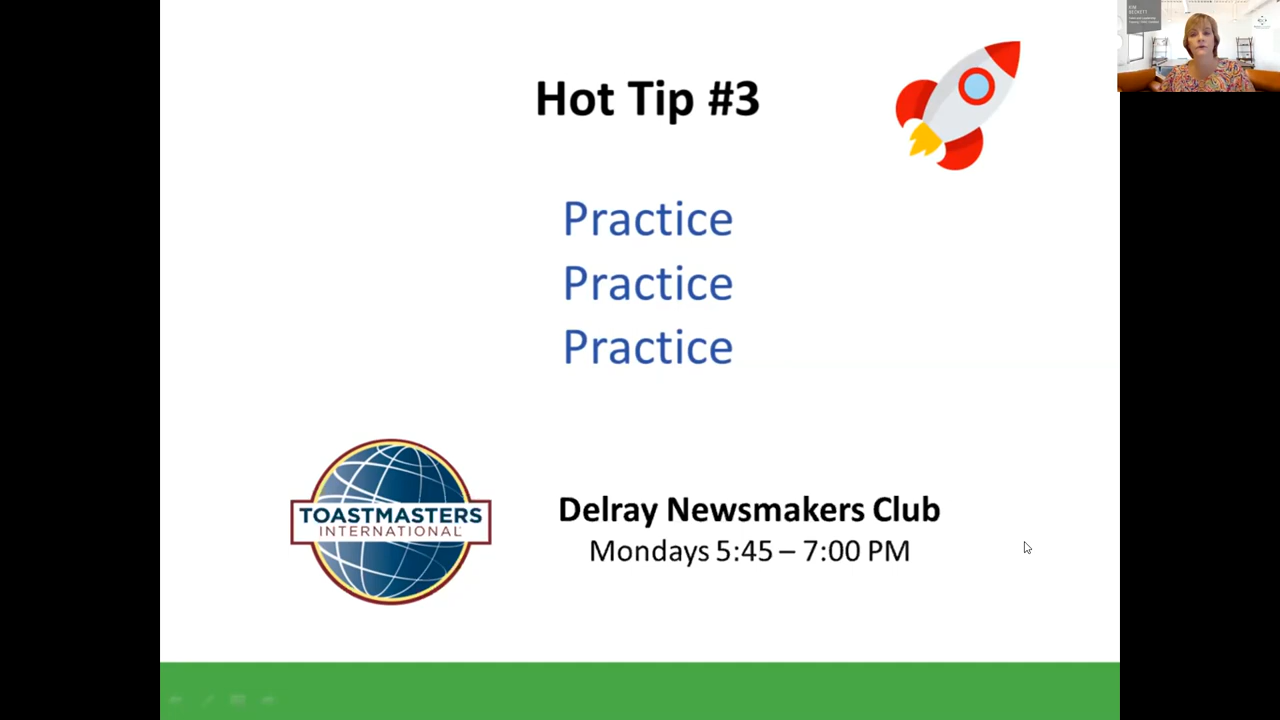 Hot Tip #3
Practice
Practice
Practice
TOASTMASTERS
INTERNATIONAL
Delray Newsmakers Club
Mondays 5:45 – 7:00 PM